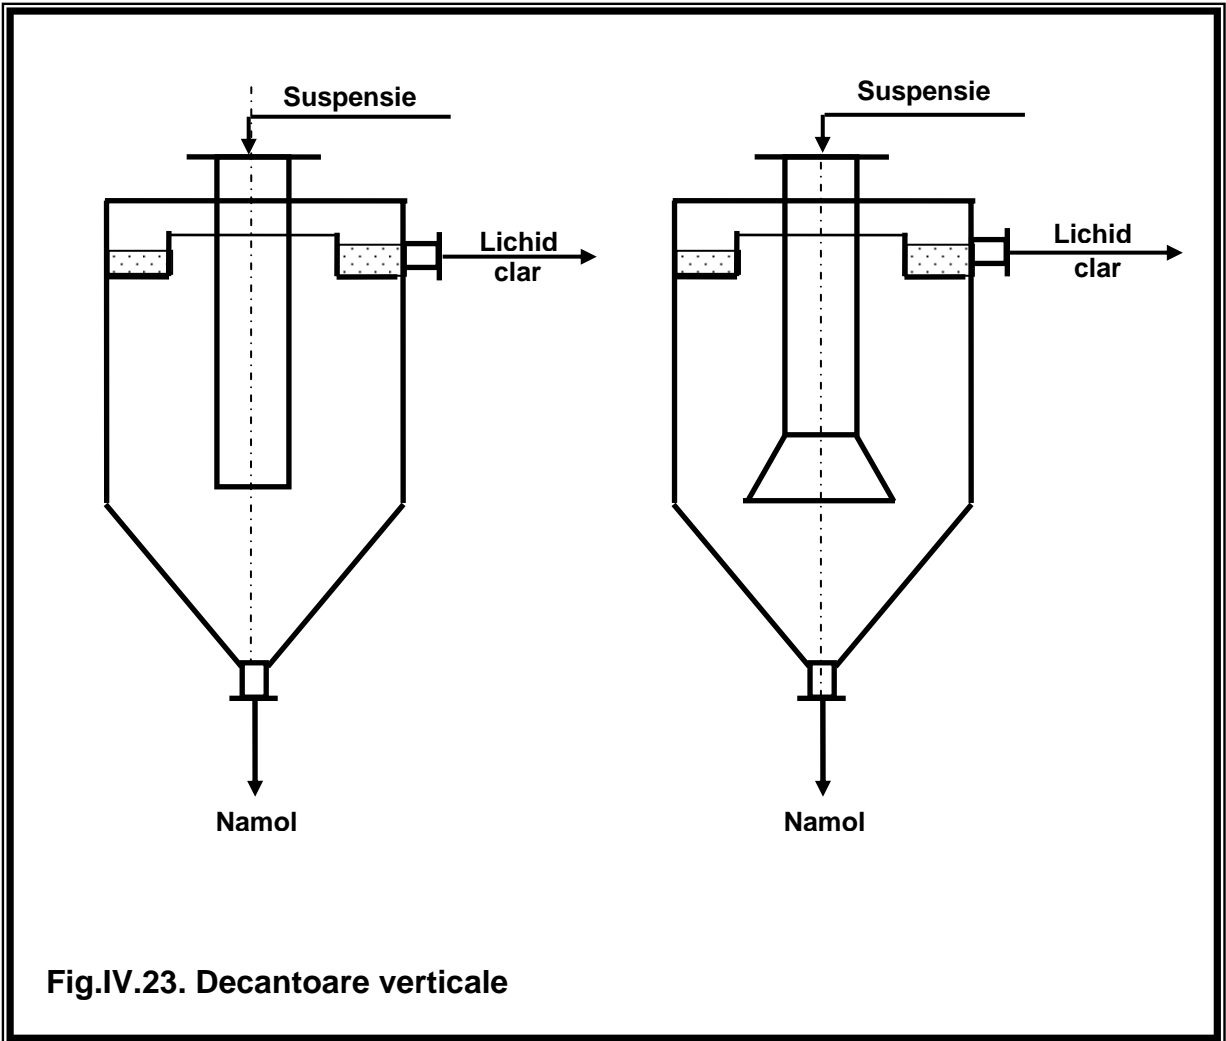 Suspensie
Lichid
clar
Namol
Suspensie
Lichid
clar
Namol
Fig.IV.23. Decantoare verticale